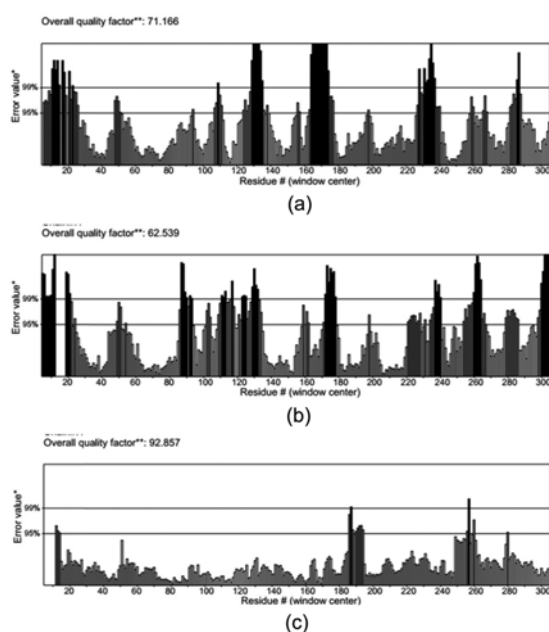 Overall quality factor**: 71.166
99%
95%
Error value*
20 40 60 80 100 120 140 160 180 200 220 240 260 280 300
Residue # (window center)
(a)
Overall quality factor**: 62.539
99%
95%
Error value*
20 40 60 80 100 120 140 160 180 200 220 240 260 280 300
Residue # (window center)
(b)
Overall quality factor**: 92.857
99%
95%
Error value*
20 40 60 80 100 120 140 160 180 200 220 240 260 280 300
Residue # (window center)
(c)